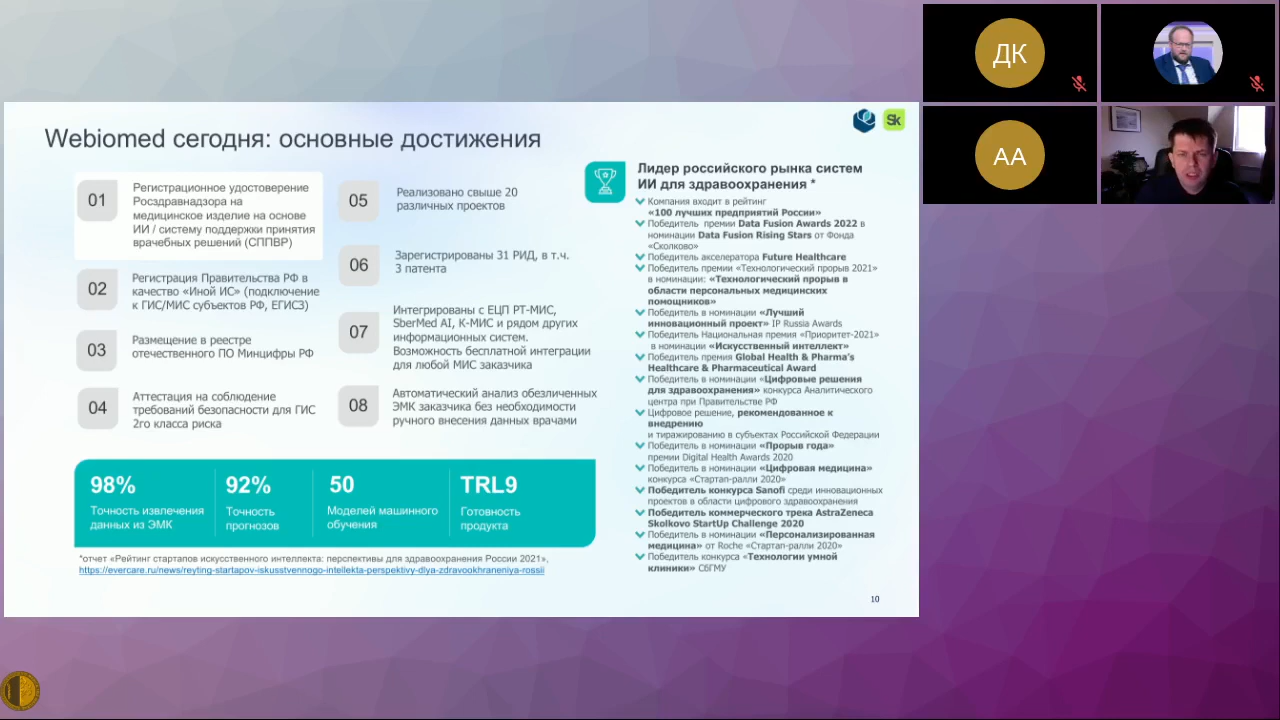 Webiomed сегодня: основные достижения
Sk
01
Регистрационное удостоверение
Росздравнадзора на
медицинское изделие на основе
ИИ / систему поддержки принятия
врачебных решений (СППВР)
02
Регистрация Правительства РФ в
качество «Иной ИС» (подключение
к ГИС/МИС субъектов РФ, ЕГИСЗ)
03
Размещение в реестре
отечественного ПО Минцифры РФ
04
Аттестация на соблюдение
требований безопасности для ГИС
2го класса риска
05
Реализовано свыше 20
различных проектов
06
Зарегистрированы 31 РИД, в т.ч.
3 патента
07
Интегрированы с ЕЦП РТ-МИС,
SberMed AI, К-МИС и рядом других
информационных систем.
Возможность бесплатной интеграции
для любой МИС заказчика
08
Автоматический анализ обезличенных
ЭМК заказчика без необходимости
ручного внесения данных врачами
98%
Точность извлечения
данных из ЭМК
92%
Точность
прогнозов
50
Моделей машинного
обучения
TRL9
Готовность
продукта
*отчет «Рейтинг стартапов искусственного интеллекта: перспективы для здравоохранения России 2021»,
https://evercare.ru/news/reyting-startapov-iskusstvennogo-intellekta-perspektivy-dlya-zdravookhraneniya-rossii
Лидер российского рынка систем
ИИ для здравоохранения *
Компания входит в рейтинг
«100 лучших предприятий России»
Победитель премии Data Fusion Awards 2022 в
номинации Data Fusion Rising Stars от Фонда
«Сколково»
Победитель акселератора Future Healthcare
Победитель премии «Технологический прорыв 2021»
в номинации: «Технологический прорыв в
области персональных медицинских
помощников»
Победитель в номинации «Лучший
инновационный проект» IP Russia Awards
Победитель Национальная премия «Приоритет-2021»
в номинации «Искусственный интеллект»
Победитель премия Global Health & Pharma's
Healthcare & Pharmaceutical Award
Победитель в номинации «Цифровые решения
для здравоохранения» конкурса Аналитического
центра при Правительстве РФ
Цифровое решение, рекомендованное к
внедрению
и тиражированию в субъектах Российской Федерации
Победитель в номинации «Прорыв года»
премии Digital Health Awards 2020
Победитель в номинации «Цифровая медицина»
конкурса «Стартап-ралли 2020»
Победитель конкурса Sanofi среди инновационных
проектов в области цифрового здравоохранения
Победитель коммерческого трека AstraZeneca
Skolkovo StartUp Challenge 2020
Победитель в номинации «Персонализированная
медицина» от Roche «Стартап-ралли 2020»
Победитель конкурса «Технологии умной
клиники» СбГМУ
10
ДК
АА